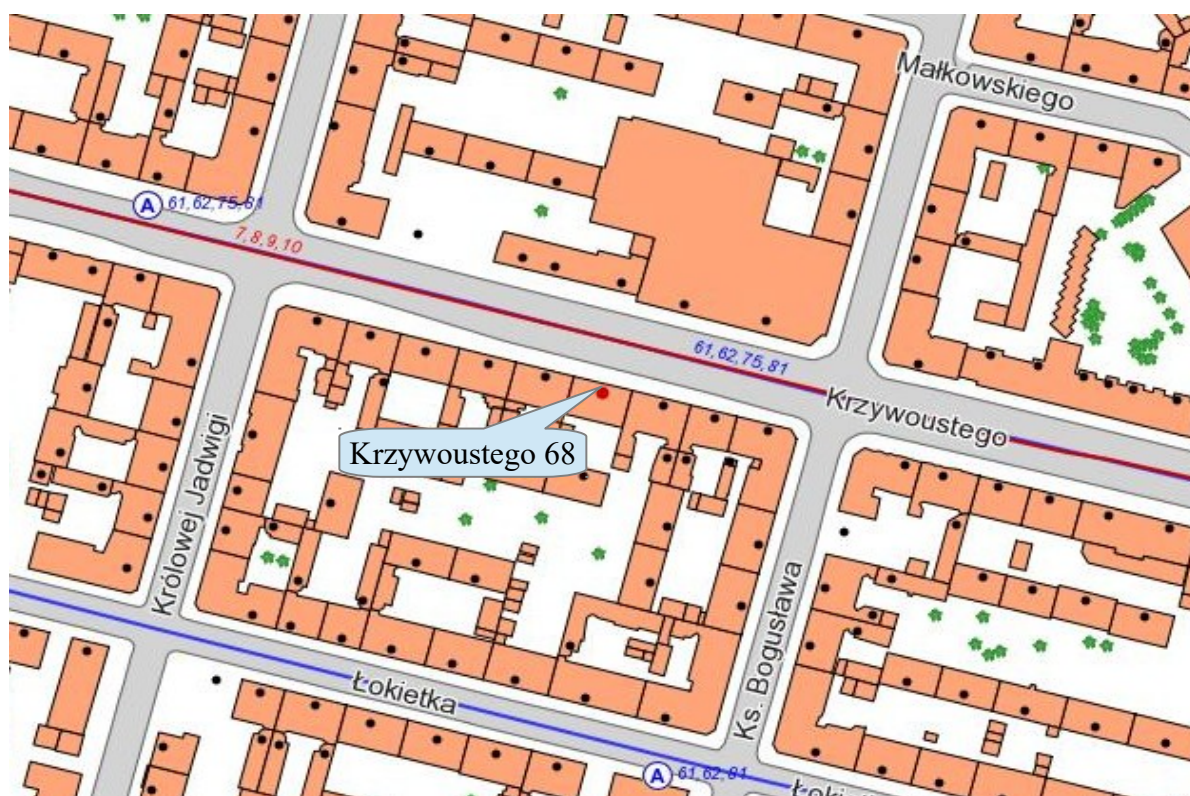 Małkowskiego
A 61,62,75,81
7,8,9,10
61,62,75,81
Krzywoustego
Krzywoustego 68
Królowej Jadwigi
Ks. Bogusława
Łokietka
A 61,62,81